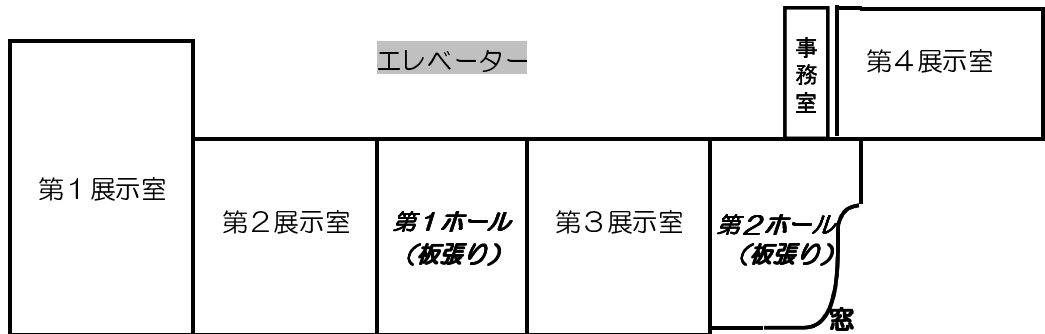 エレベーター
事務室
第４展示室
第１展示室
第２展示室
第１ホール
（板張り）
第３展示室
第２ホール
（板張り）
窓